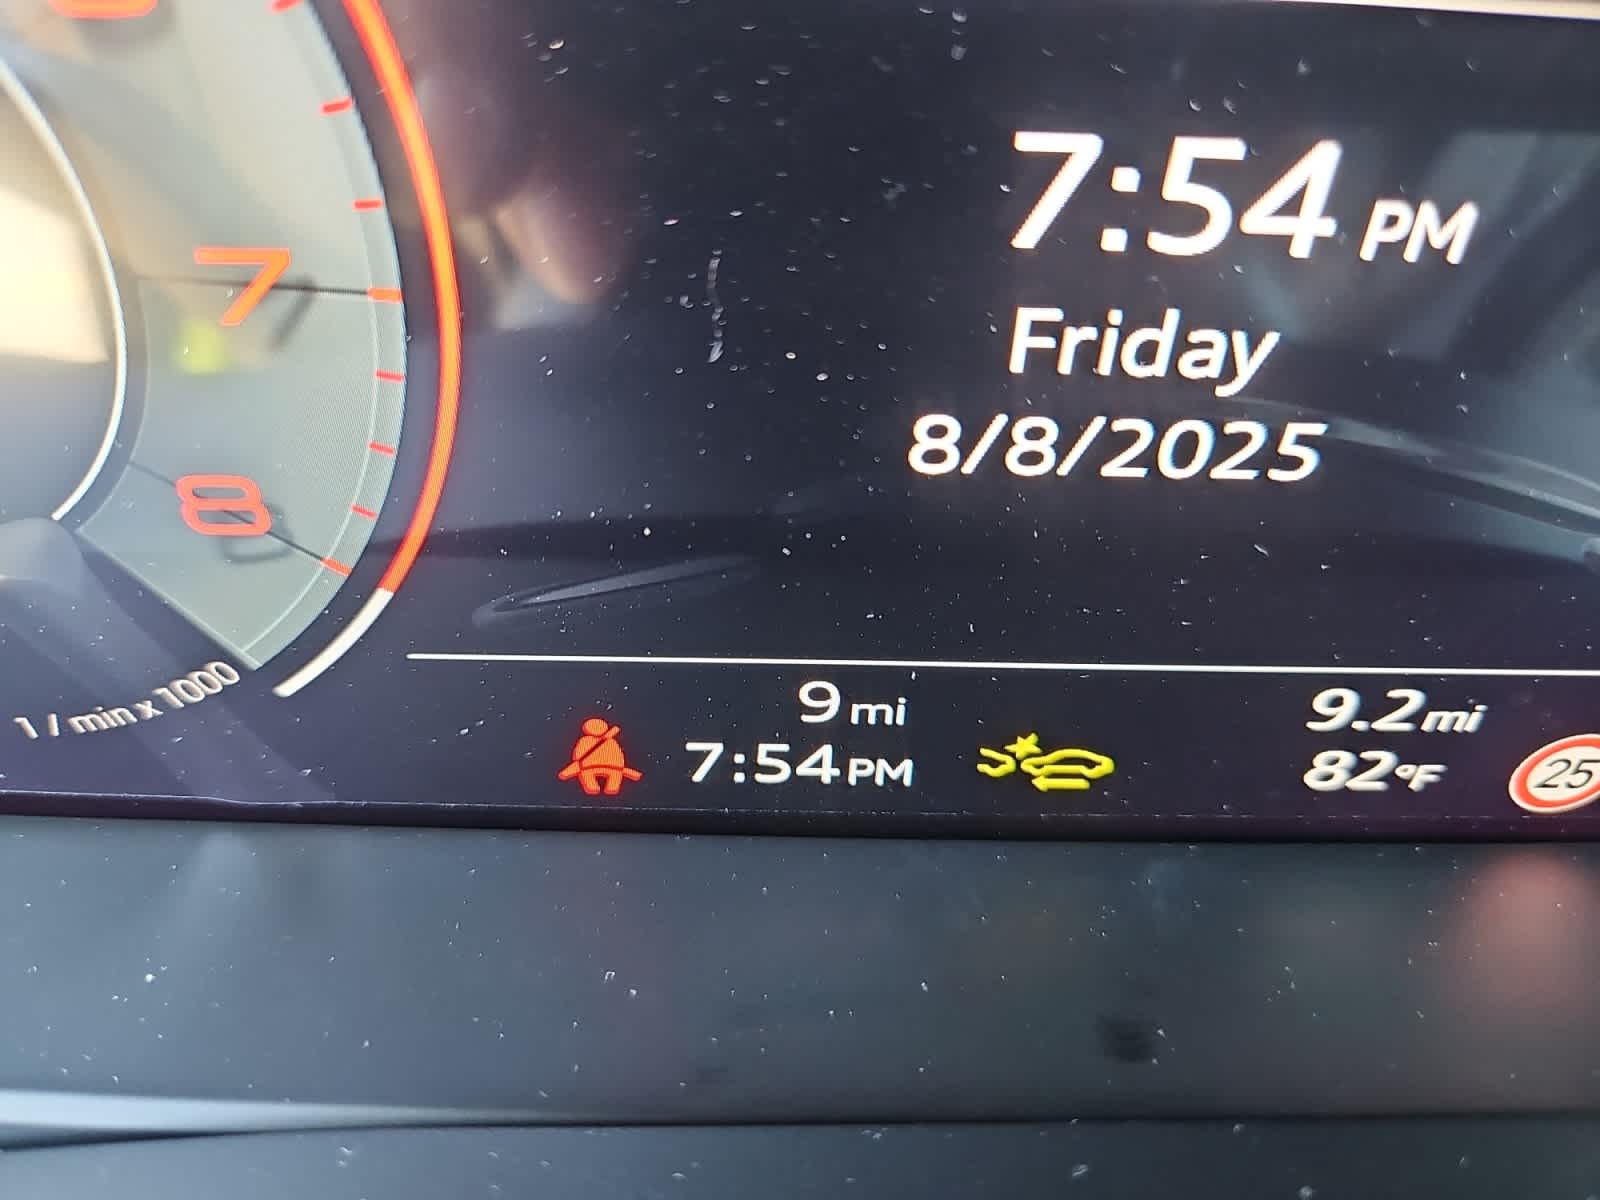 7
8
1 / min x 1000
7:54 PM
Friday
8/8/2025
9 mi
7:54 PM
9.2 mi
82°F
25